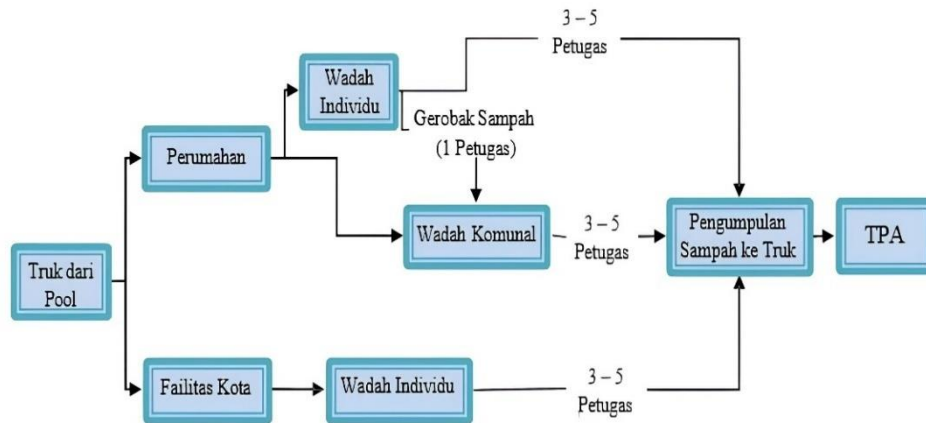 3 – 5
Petugas
Wadah
Individu
Gerobak Sampah
(1 Petugas)
Perumahan
Wadah Komunal
3 – 5
Petugas
Pengumpulan
Sampah ke Truk
TPA
Truk dari
Pool
Failitas Kota
Wadah Individu
3 – 5
Petugas